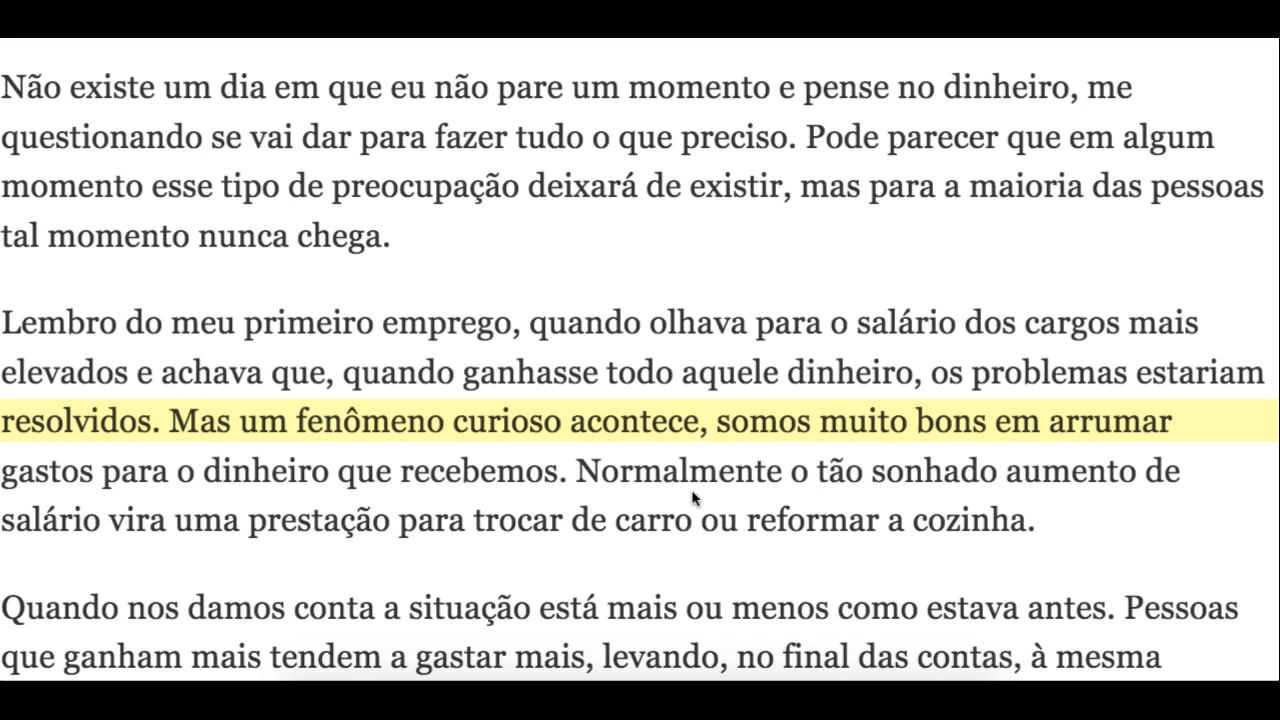 Não existe um dia em que eu não pare um momento e pense no dinheiro, me
questionando se vai dar para fazer tudo o que preciso. Pode parecer que em algum
momento esse tipo de preocupação deixará de existir, mas para a maioria das pessoas
tal momento nunca chega.
Lembro do meu primeiro emprego, quando olhava para o salário dos cargos mais
elevados e achava que, quando ganhasse todo aquele dinheiro, os problemas estariam
resolvidos. Mas um fenômeno curioso acontece, somos muito bons em arrumar
gastos para o dinheiro que recebemos. Normalmente o tão sonhado aumento de
salário vira uma prestação para trocar de carro ou reformar a cozinha.
Quando nos damos conta a situação está mais ou menos como estava antes. Pessoas
que ganham mais tendem a gastar mais, levando, no final das contas, à mesma